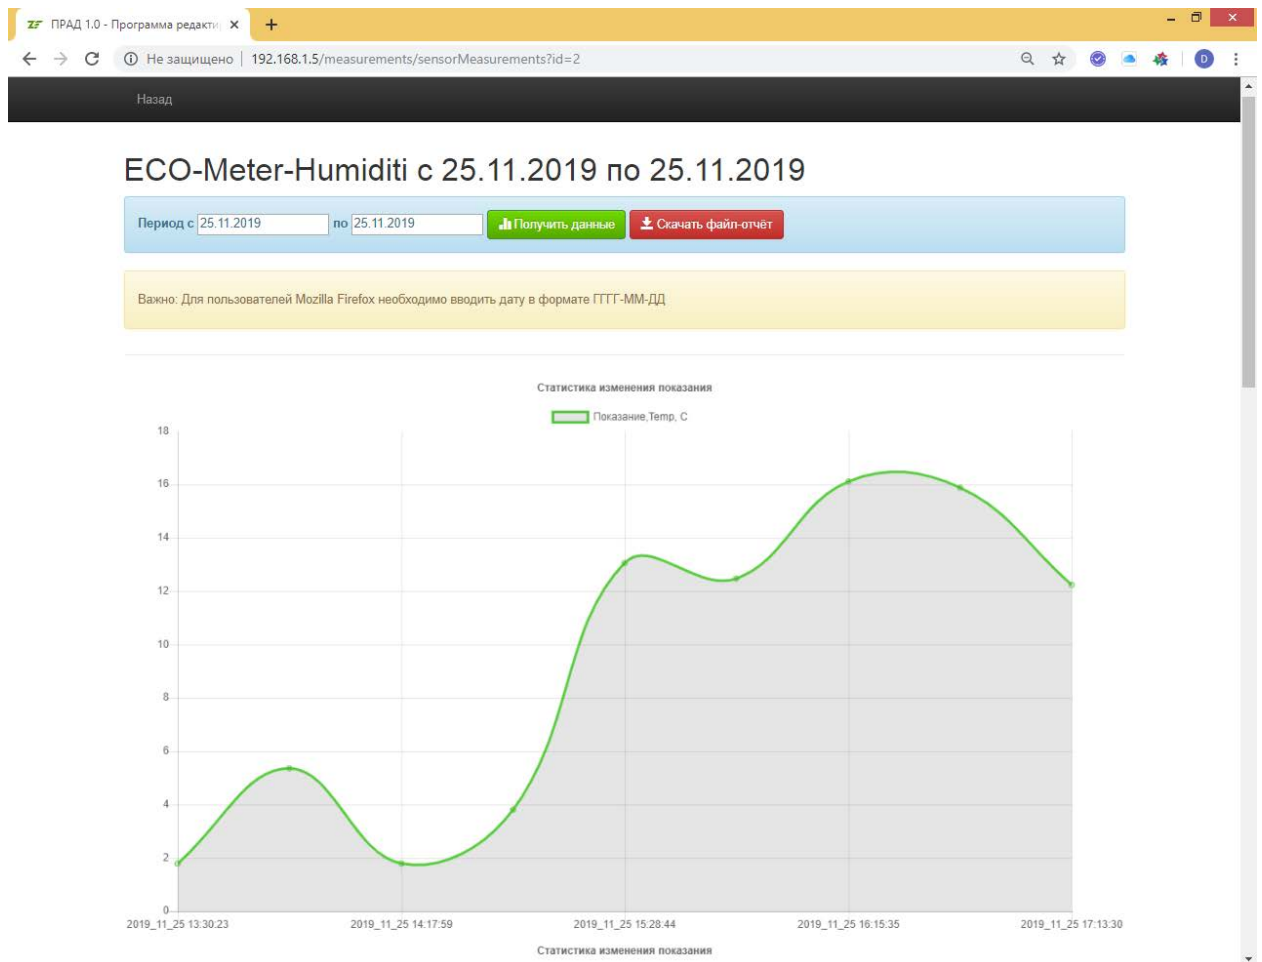 ПРАД 1.0 - Программа редакти
Не защищено | 192.168.1.5/measurements/sensorMeasurements?id=2
D
Назад
ECO-Meter-Humiditi с 25.11.2019 по 25.11.2019
Период с 25.11.2019 по 25.11.2019 Получить данные Скачать файл-отчёт
Важно: Для пользователей Mozilla Firefox необходимо вводить дату в формате ГГГГ-ММ-ДД
Статистика изменения показания
Показание,Temp, C
18
16
14
12
10
8
6
4
2
0
2019_11_25 13:30:23 2019_11_25 14:17:59 2019_11_25 15:28:44 2019_11_25 16:15:35 2019_11_25 17:13:30
Статистика изменения показания